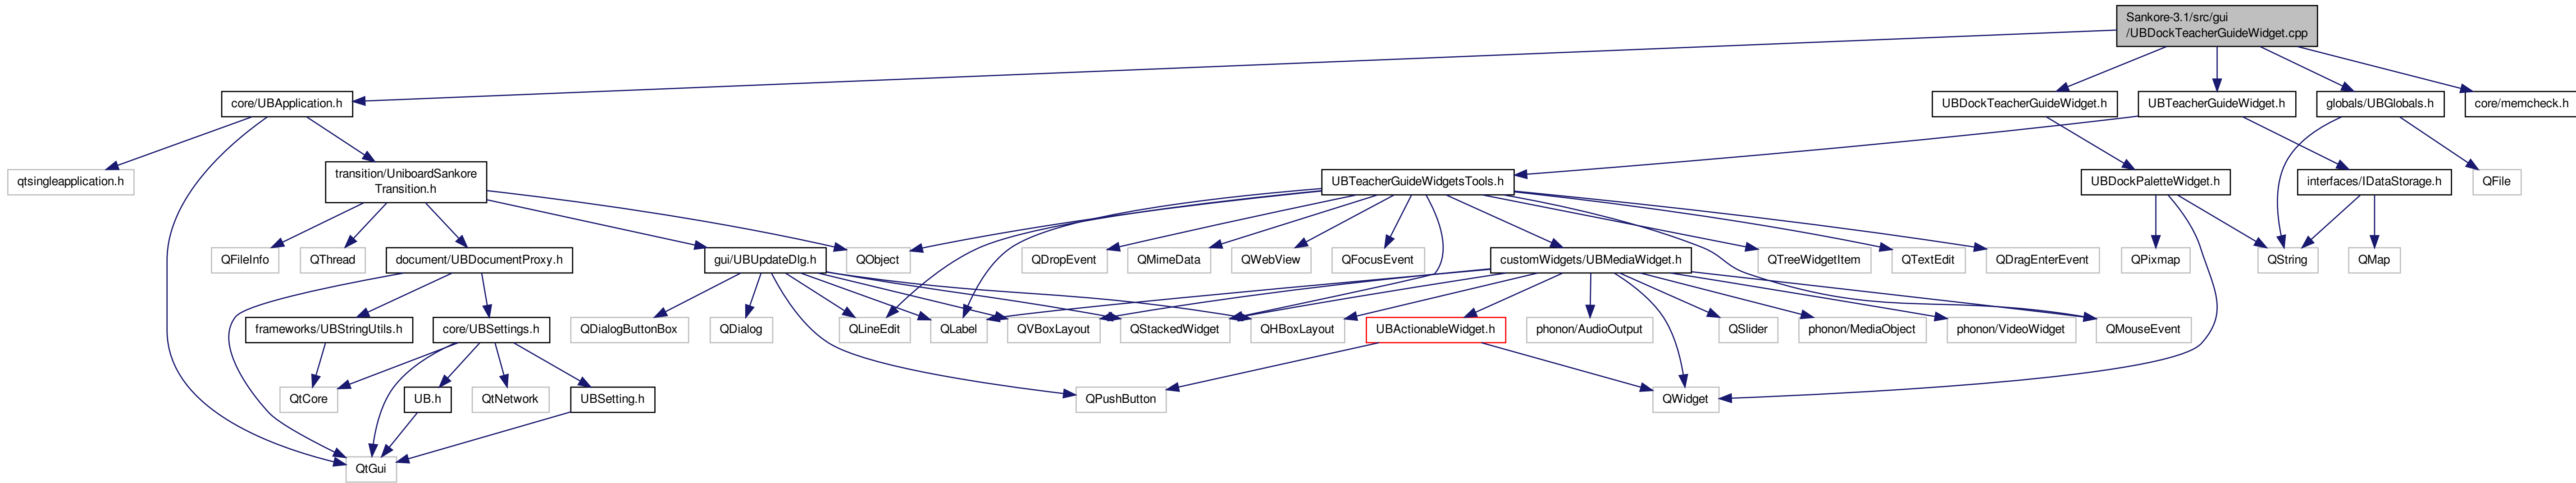 Sankore-3.1/src/gui
/UBDockTeacherGuideWidget.cpp
core/UBApplication.h
UBDockTeacherGuideWidget.h
UBTeacherGuideWidget.h
globals/UBGlobals.h
core/memcheck.h
qtsingleapplication.h
transition/UniboardSankore
Transition.h
UBTeacherGuideWidgetsTools.h
UBDockPaletteWidget.h
interfaces/IDataStorage.h
QFile
QFileInfo
QThread
document/UBDocumentProxy.h
gui/UBUpdateDlg.h
QObject
QDropEvent
QMimeData
QWebView
QFocusEvent
customWidgets/UBMediaWidget.h
QTreeWidgetItem
QTextEdit
QDragEnterEvent
QPixmap
QString
QMap
frameworks/UBStringUtils.h
core/UBSettings.h
QDialogButtonBox
QDialog
QLineEdit
QLabel
QVBoxLayout
QStackedWidget
QHBoxLayout
UBActionableWidget.h
phonon/AudioOutput
QSlider
phonon/MediaObject
phonon/VideoWidget
QMouseEvent
QtCore
UB.h
QtNetwork
UBSetting.h
QPushButton
QWidget
QtGui